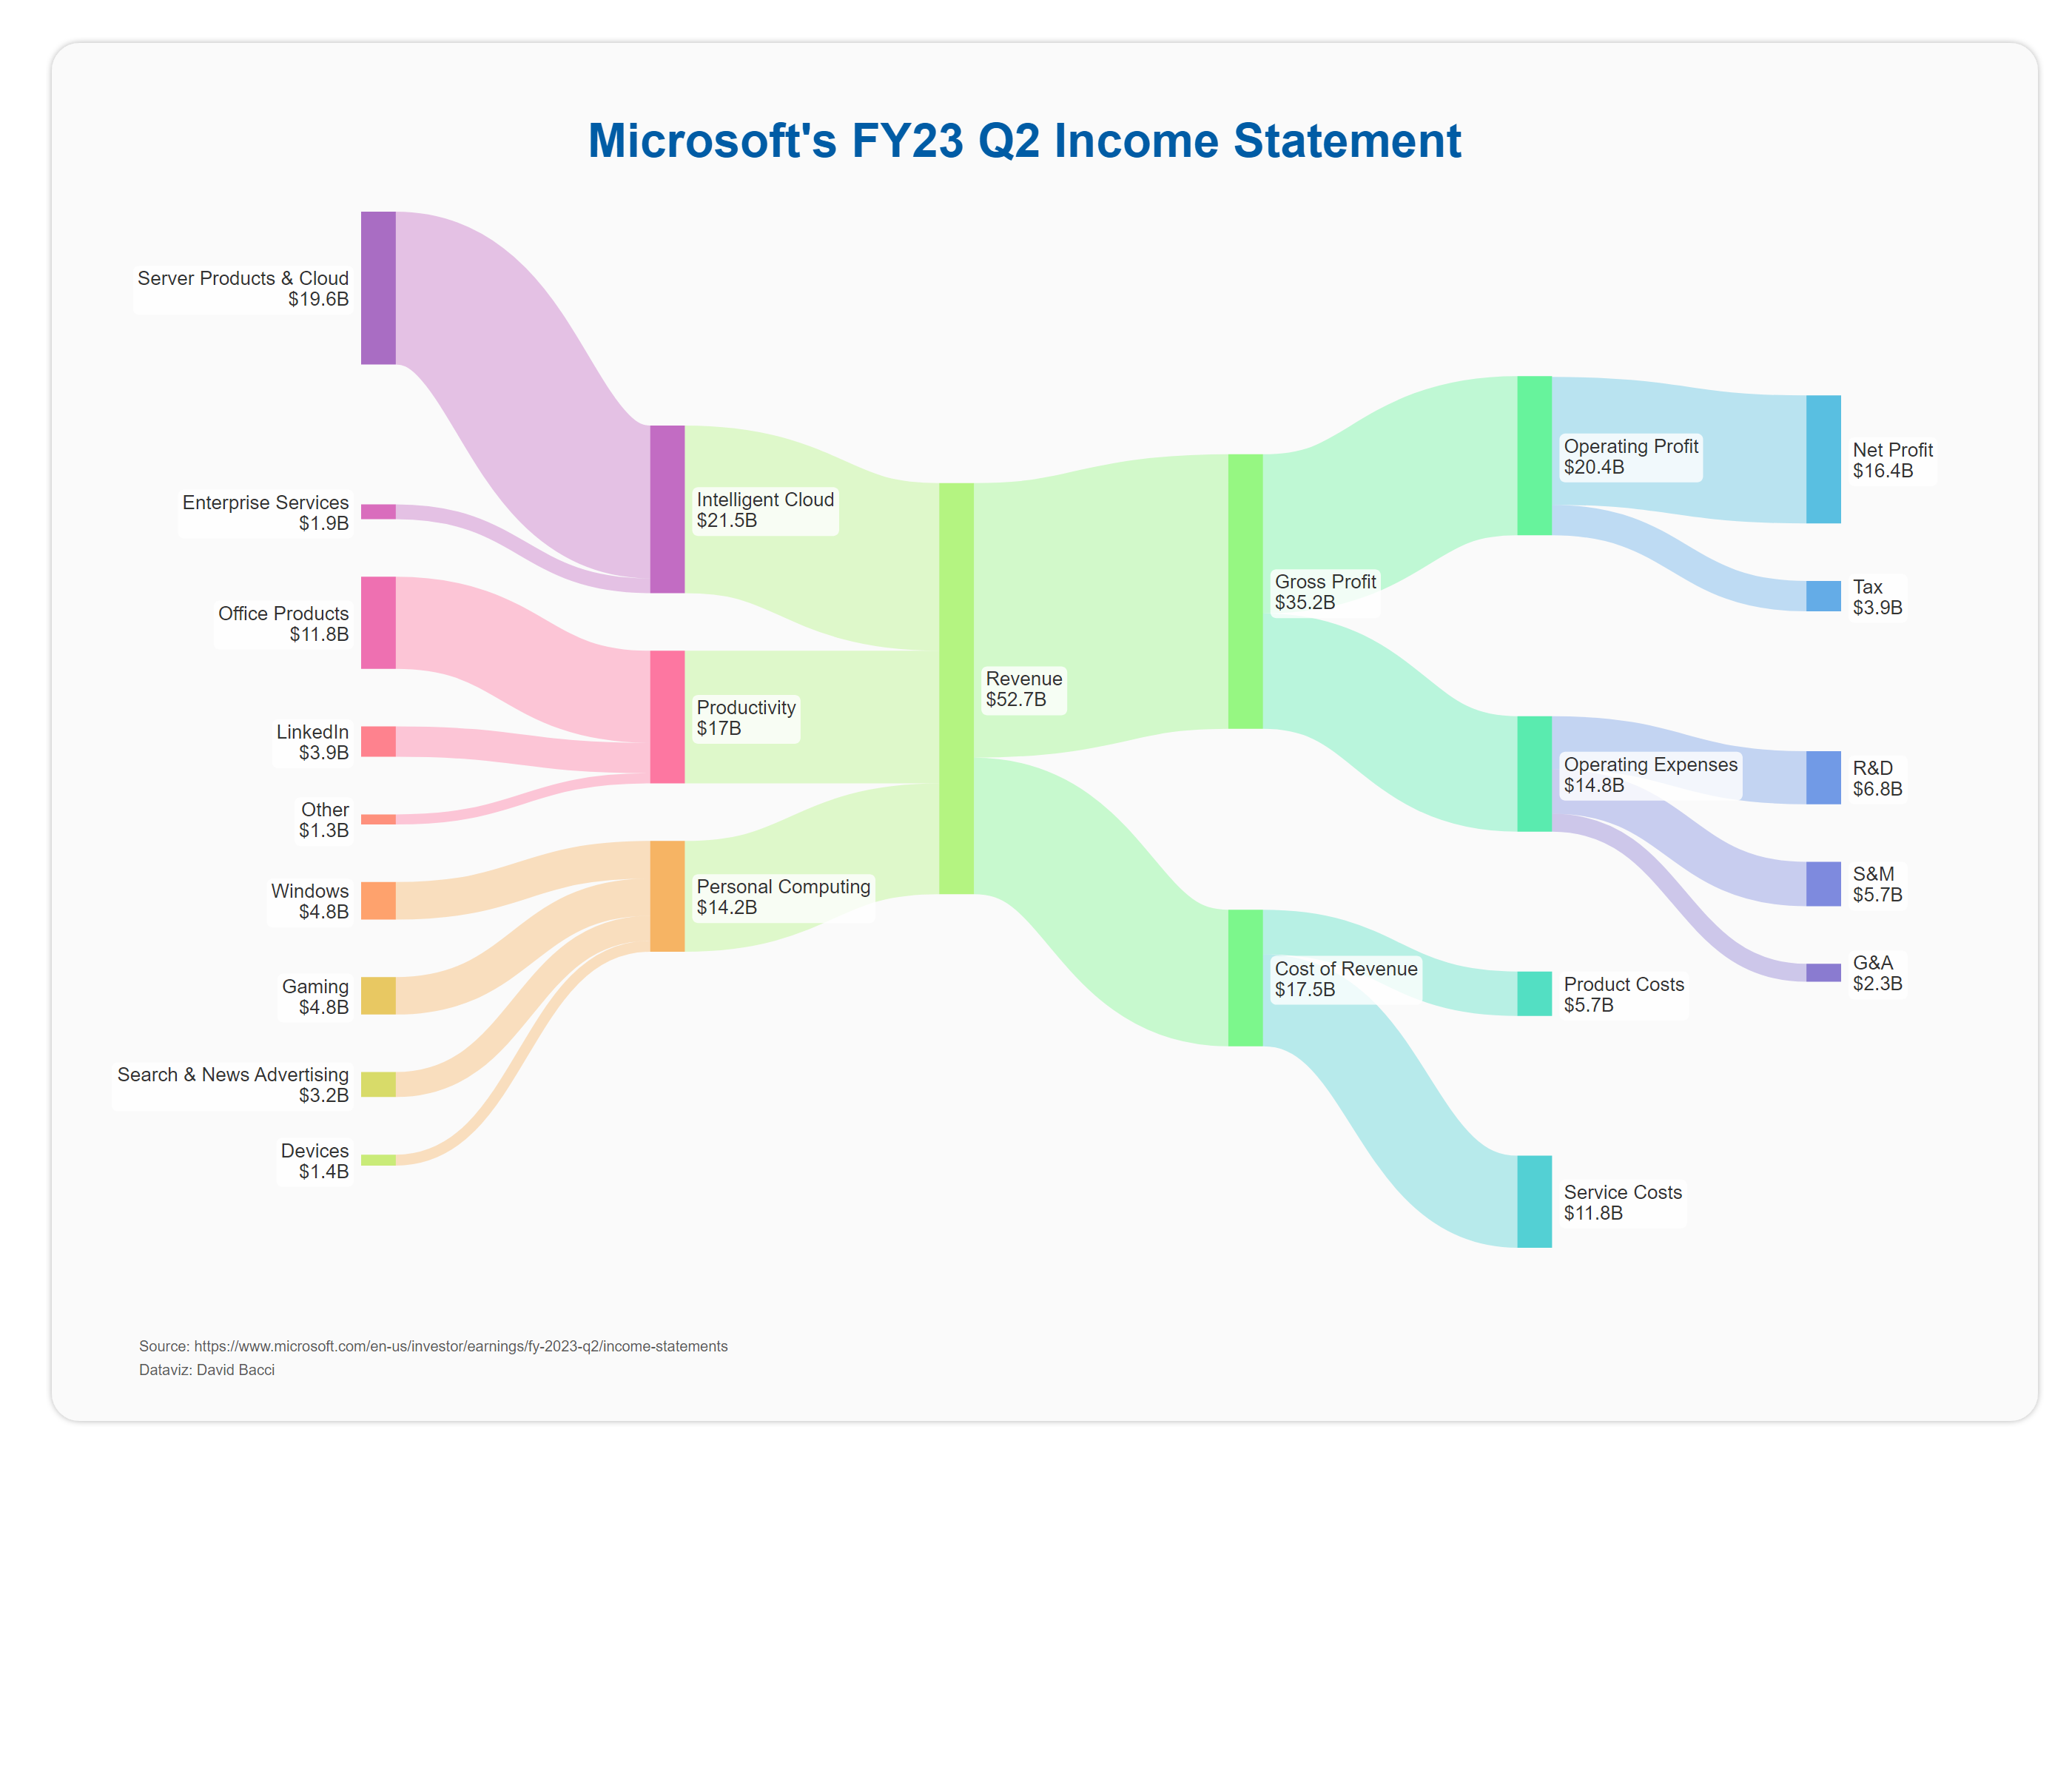 Microsoft's FY23 Q2 Income Statement
Server Products & Cloud
$19.6B
Enterprise Services
$1.9B
Office Products
$11.8B
LinkedIn
$3.9B
Other
$1.3B
Windows
$4.8B
Gaming
$4.8B
Search & News Advertising
$3.2B
Devices
$1.4B
Intelligent Cloud
$21.5B
Productivity
$17B
Personal Computing
$14.2B
Revenue
$52.7B
Gross Profit
$35.2B
Cost of Revenue
$17.5B
Operating Profit
$20.4B
Operating Expenses
$14.8B
Product Costs
$5.7B
Service Costs
$11.8B
Net Profit
$16.4B
Tax
$3.9B
R&D
$6.8B
S&M
$5.7B
G&A
$2.3B
Source: https://www.microsoft.com/en-us/investor/earnings/fy-2023-q2/income-statements
Dataviz: David Bacci